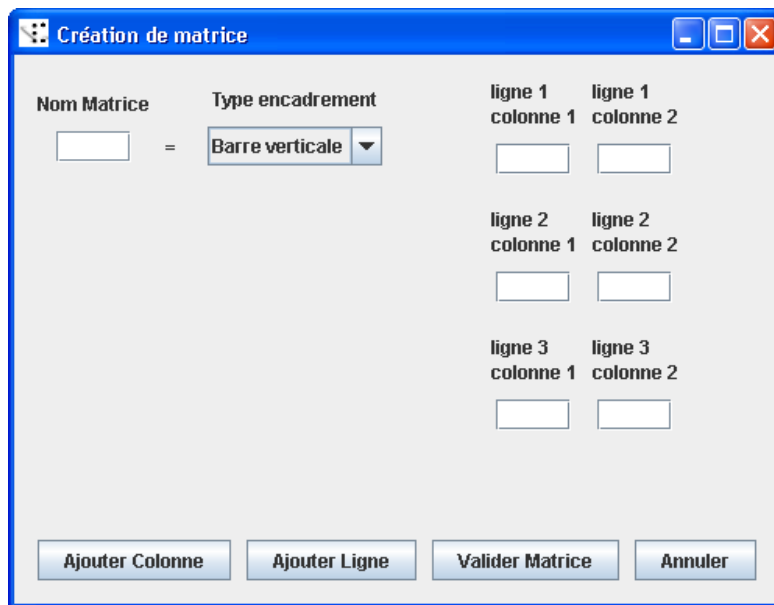 Création de matrice
Nom Matrice
=
Type encadrement
Barre verticale
ligne 1 ligne 1
colonne 1 colonne 2
ligne 2 ligne 2
colonne 1 colonne 2
ligne 3 ligne 3
colonne 1 colonne 2
Ajouter Colonne
Ajouter Ligne
Valider Matrice
Annuler